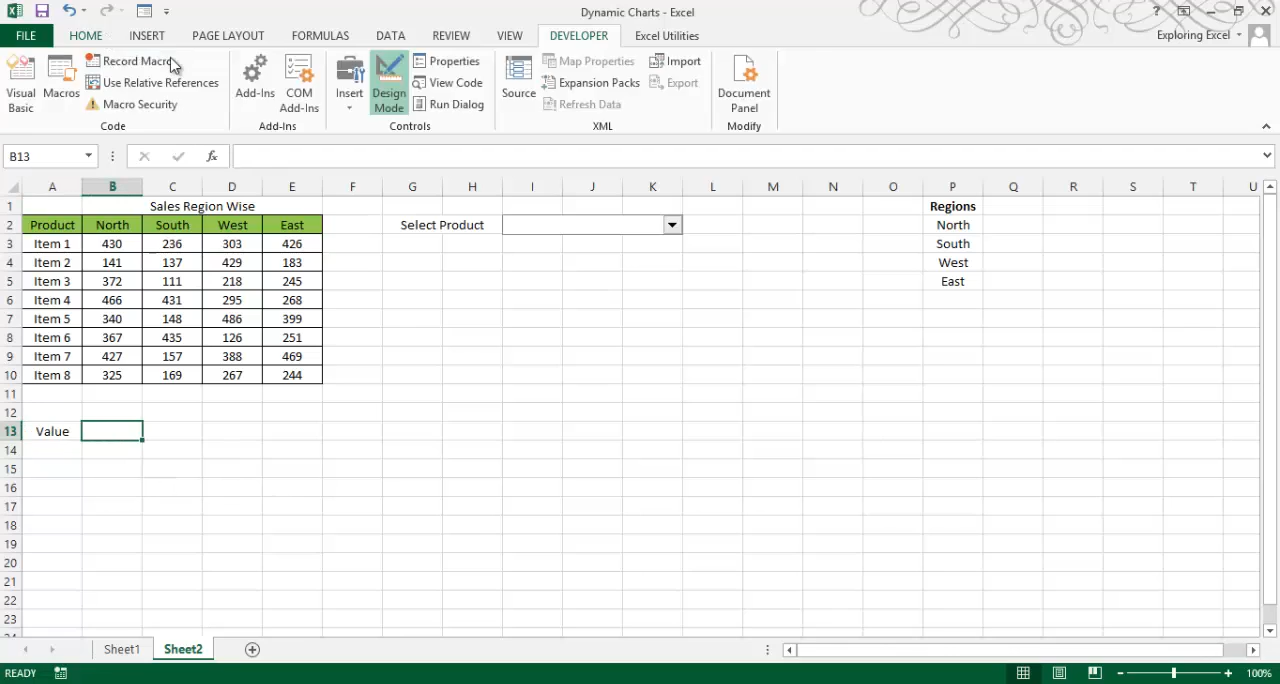 Dynamic Charts - Excel
?
FILE HOME INSERT PAGE LAYOUT FORMULAS DATA REVIEW VIEW DEVELOPER Excel Utilities Exploring Excel
Visual Basic
Macros
Record Macro
Use Relative References
Macro Security
Code
Add-Ins
COM Add-Ins
Add-Ins
Insert
Design Mode
Properties
View Code
Run Dialog
Controls
Source
Map Properties
Expansion Packs
Refresh Data
Import
Export
XML
Document Panel
Modify
B13 fx
A B C D E F G H I J K L M N O P Q R S T U
1 Sales Region Wise Regions
2 Product North South West East Select Product North
3 Item 1 430 236 303 426 South
4 Item 2 141 137 429 183 West
5 Item 3 372 111 218 245 East
6 Item 4 466 431 295 268
7 Item 5 340 148 486 399
8 Item 6 367 435 126 251
9 Item 7 427 157 388 469
10 Item 8 325 169 267 244
11
12
13 Value
14
15
16
17
18
19
20
21
22
23
Sheet1 Sheet2
READY 100%